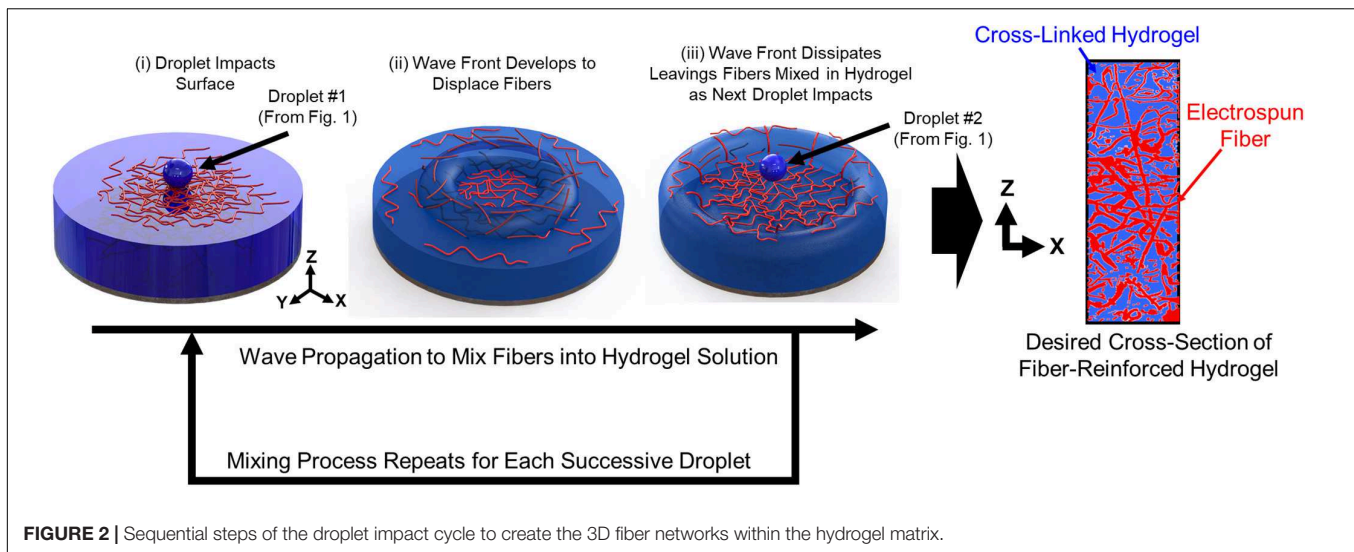 (i) Droplet Impacts
Surface
Droplet #1
(From Fig. 1)
Z
Y
X
(ii) Wave Front Develops to
Displace Fibers
(iii) Wave Front Dissipates
Leavings Fibers Mixed in Hydrogel
as Next Droplet Impacts
Droplet #2
(From Fig. 1)
Z
X
Cross-Linked Hydrogel
Electrospun
Fiber
Desired Cross-Section of
Fiber-Reinforced Hydrogel
Wave Propagation to Mix Fibers into Hydrogel Solution
Mixing Process Repeats for Each Successive Droplet
FIGURE 2 | Sequential steps of the droplet impact cycle to create the 3D fiber networks within the hydrogel matrix.